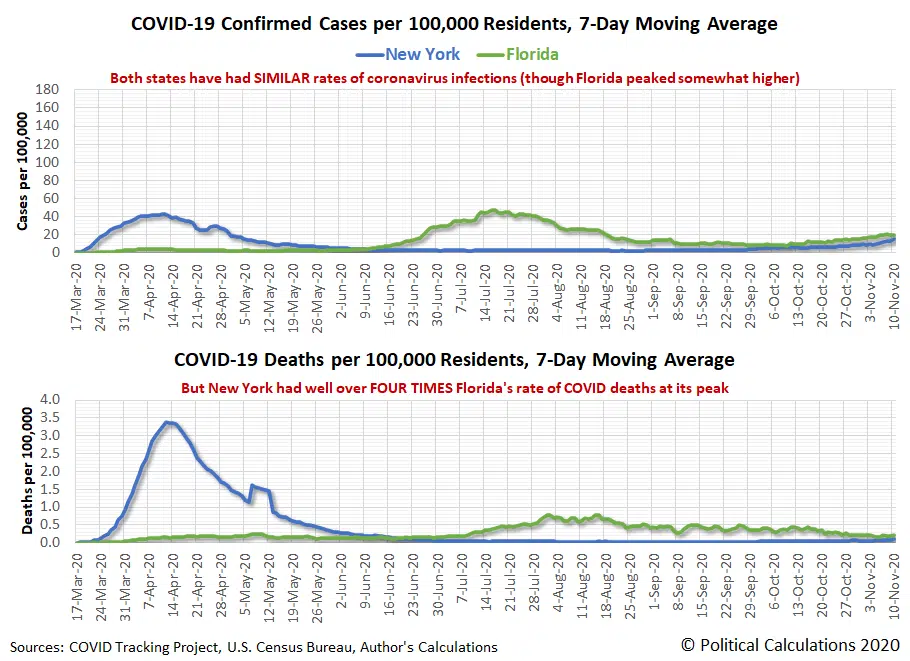 COVID-19 Confirmed Cases per 100,000 Residents, 7-Day Moving Average
New York Florida
Both states have had SIMILAR rates of coronavirus infections (though Florida peaked somewhat higher)
Cases per 100,000
180
160
140
120
100
80
60
40
20
0
17-Mar-20
24-Mar-20
31-Mar-20
7-Apr-20
14-Apr-20
21-Apr-20
28-Apr-20
5-May-20
12-May-20
19-May-20
26-May-20
2-Jun-20
9-Jun-20
16-Jun-20
23-Jun-20
30-Jun-20
7-Jul-20
14-Jul-20
21-Jul-20
28-Jul-20
4-Aug-20
11-Aug-20
18-Aug-20
25-Aug-20
1-Sep-20
8-Sep-20
15-Sep-20
22-Sep-20
29-Sep-20
6-Oct-20
13-Oct-20
20-Oct-20
27-Oct-20
3-Nov-20
10-Nov-20
COVID-19 Deaths per 100,000 Residents, 7-Day Moving Average
But New York had well over FOUR TIMES Florida's rate of COVID deaths at its peak
Deaths per 100,000
4.0
3.5
3.0
2.5
2.0
1.5
1.0
0.5
0.0
17-Mar-20
24-Mar-20
31-Mar-20
7-Apr-20
14-Apr-20
21-Apr-20
28-Apr-20
5-May-20
12-May-20
19-May-20
26-May-20
2-Jun-20
9-Jun-20
16-Jun-20
23-Jun-20
30-Jun-20
7-Jul-20
14-Jul-20
21-Jul-20
28-Jul-20
4-Aug-20
11-Aug-20
18-Aug-20
25-Aug-20
1-Sep-20
8-Sep-20
15-Sep-20
22-Sep-20
29-Sep-20
6-Oct-20
13-Oct-20
20-Oct-20
27-Oct-20
3-Nov-20
10-Nov-20
Sources: COVID Tracking Project, U.S. Census Bureau, Author's Calculations
© Political Calculations 2020